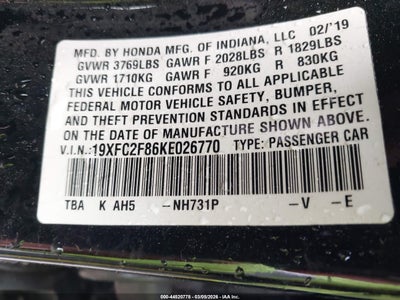 MFD. BY HONDA MFG. OF INDIANA, LLC 02/'19
GVWR 3769LBS GAWR F 2028LBS R 1829LBS
GVWR 1710KG GAWR F 920KG R 830KG
THIS VEHICLE CONFORMS TO ALL APPLICABLE
FEDERAL MOTOR VEHICLE SAFETY, BUMPER,
AND THEFT PREVENTION STANDARDS IN EFFECT
ON THE DATE OF MANUFACTURE SHOWN ABOVE.
V.I.N.: 19XFC2F86KE026770 TYPE: PASSENGER CAR
TBA K AH5 -NH731P -V -E
000-44520778 - 03/09/2026 - IAA Inc.